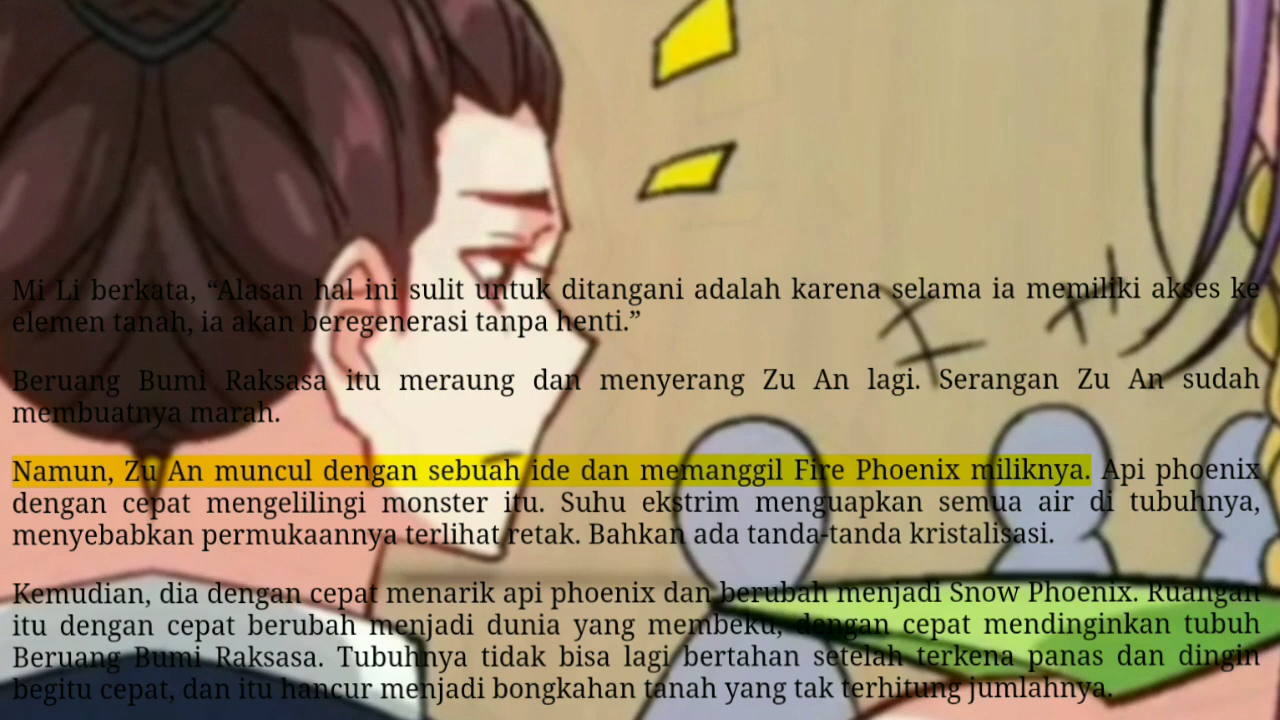 Mi Li berkata, “Alasan hal ini sulit untuk ditangani adalah karena selama ia memiliki akses ke
elemen tanah, ia akan beregenerasi tanpa henti.”
Beruang Bumi Raksasa itu meraung dan menyerang Zu An lagi. Serangan Zu An sudah
membuatnya marah.
Namun, Zu An muncul dengan sebuah ide dan memanggil Fire Phoenix miliknya. Api phoenix
dengan cepat mengelilingi monster itu. Suhu ekstrim menguapkan semua air di tubuhnya,
menyebabkan permukaannya terlihat retak. Bahkan ada tanda-tanda kristalisasi.
Kemudian, dia dengan cepat menarik api phoenix dan berubah menjadi Snow Phoenix. Ruangan
itu dengan cepat berubah menjadi dunia yang membeku, dengan cepat mendinginkan tubuh
Beruang Bumi Raksasa. Tubuhnya tidak bisa lagi bertahan setelah terkena panas dan dingin
begitu cepat, dan itu hancur menjadi bongkahan tanah yang tak terhitung jumlahnya.